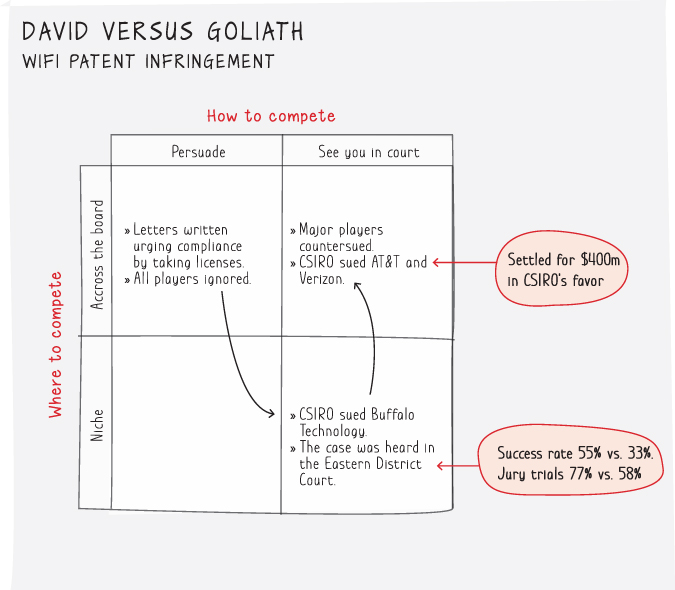 DAVID VERSUS GOLIATH
WIFI PATENT INFRINGEMENT
How to compete
Persuade
See you in court
Where to compete
Accross the board
» Letters written
urging compliance
by taking licenses.
» All players ignored.
» Major players
countersued.
» CSIRO sued AT&T and
Verizon.
Settled for $400m
in CSIRO's favor
Niche
» CSIRO sued Buffalo
Technology.
» The case was heard in
the Eastern District
Court.
Success rate 55% vs. 33%.
Jury trials 77% vs. 58%